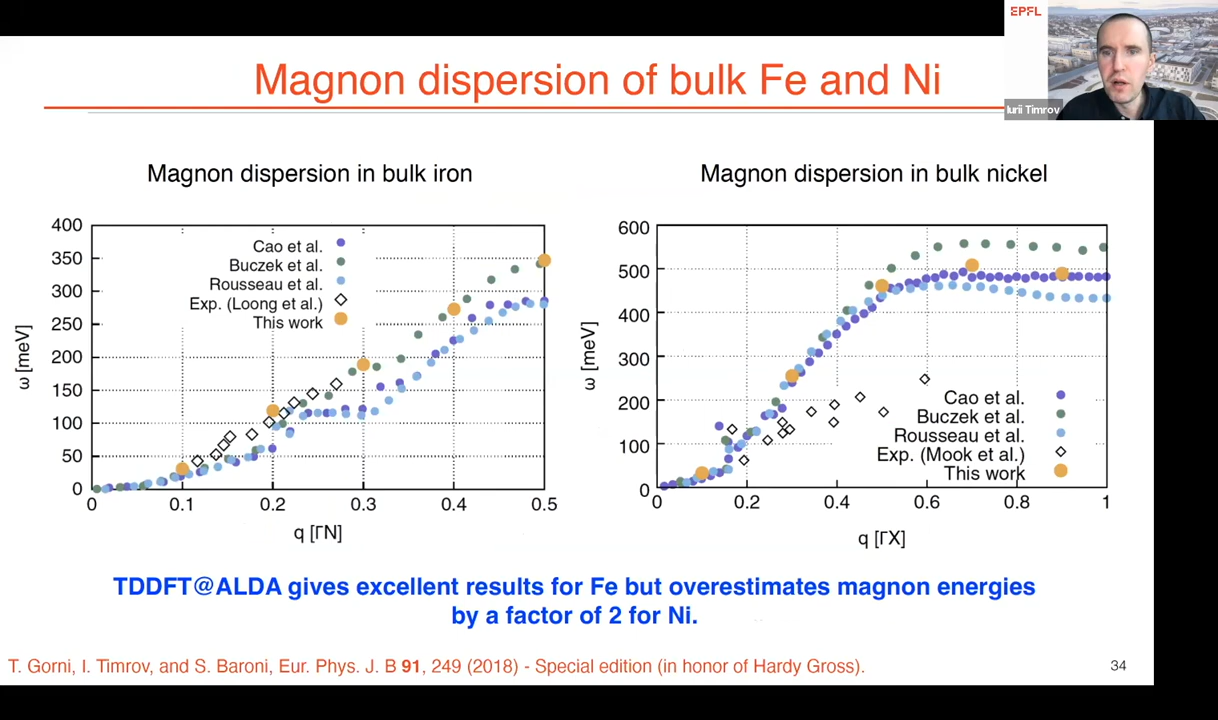 EPFL
Iurii Timrov
Magnon dispersion of bulk Fe and Ni
Magnon dispersion in bulk iron
400
350
300
250
200
150
100
50
0
ω [meV]
0 0.1 0.2 0.3 0.4 0.5
q [ΓN]
Cao et al.
Buczek et al.
Rousseau et al.
Exp. (Loong et al.)
This work
Magnon dispersion in bulk nickel
600
500
400
300
200
100
0
ω [meV]
0 0.2 0.4 0.6 0.8 1
q [ΓX]
Cao et al.
Buczek et al.
Rousseau et al.
Exp. (Mook et al.)
This work
TDDFT@ALDA gives excellent results for Fe but overestimates magnon energies
by a factor of 2 for Ni.
T. Gorni, I. Timrov, and S. Baroni, Eur. Phys. J. B 91, 249 (2018) - Special edition (in honor of Hardy Gross).
34